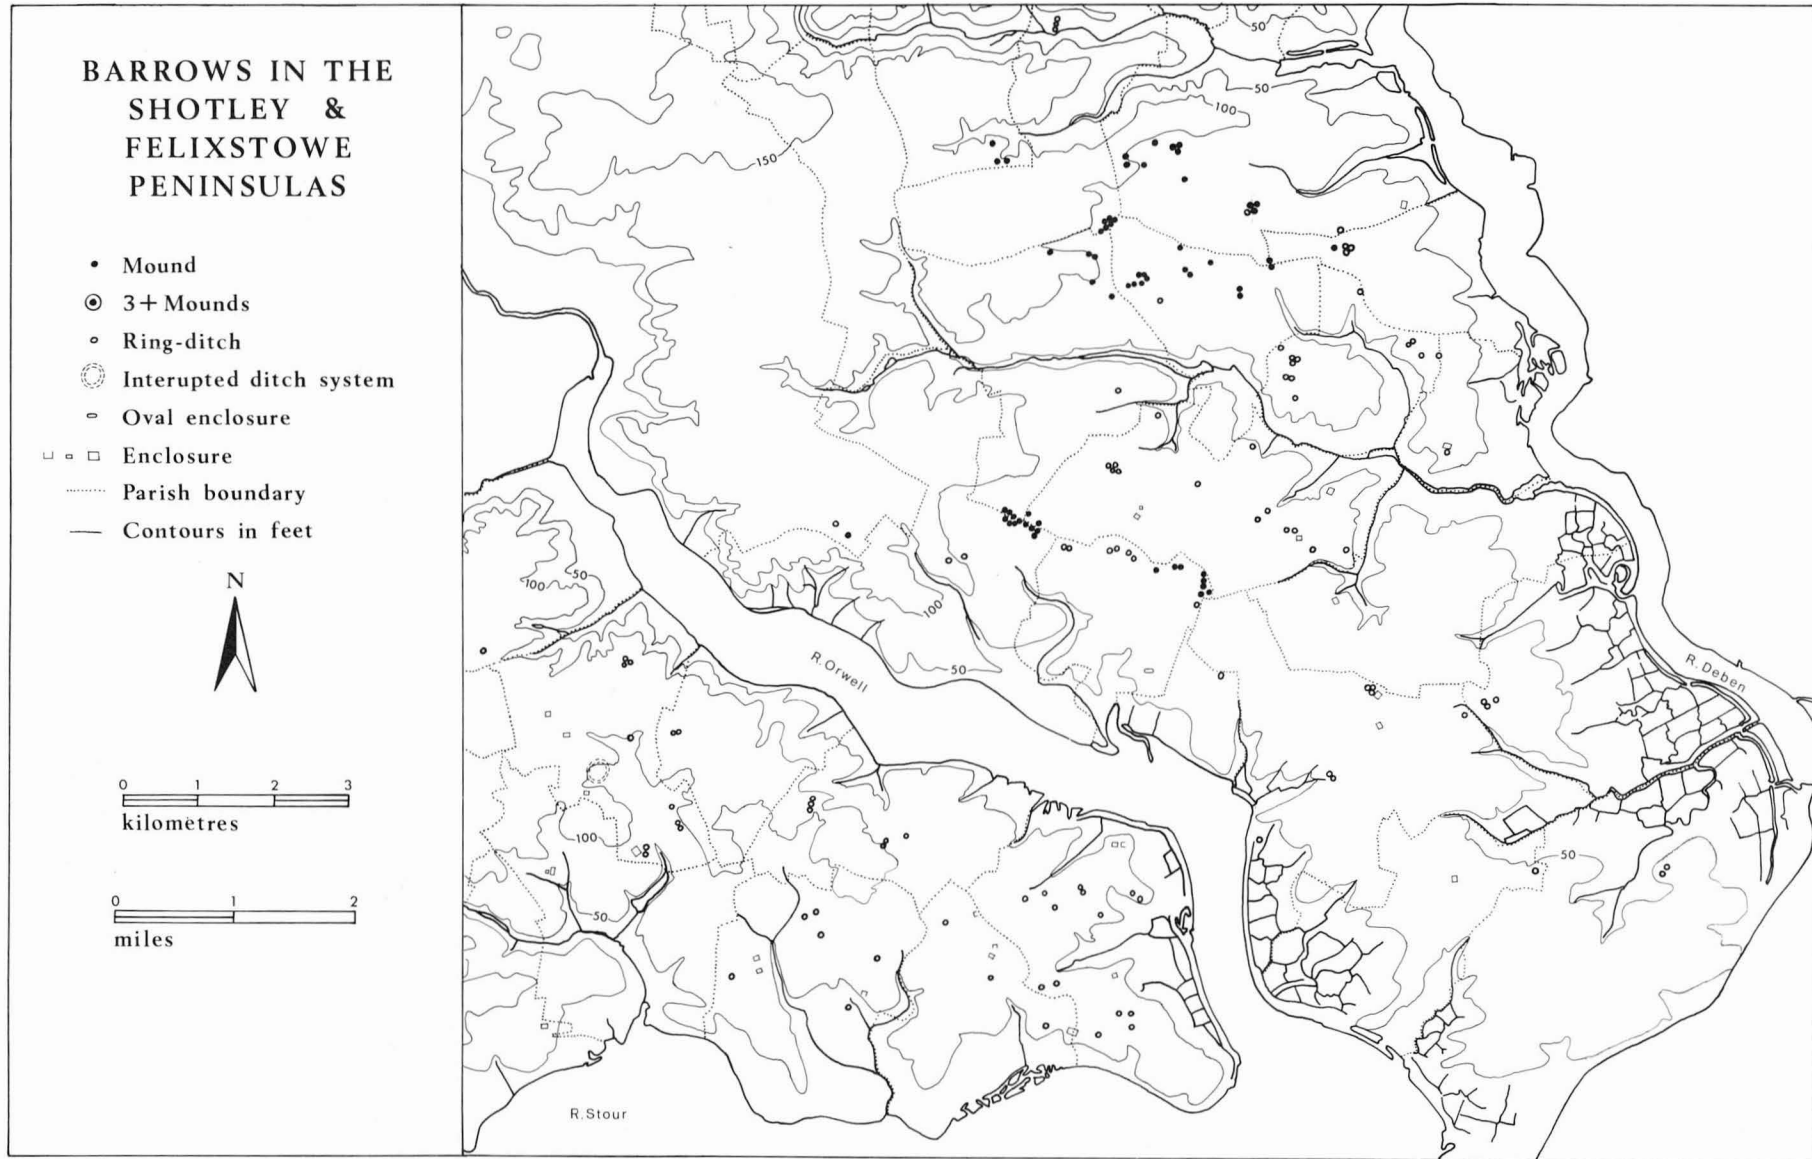 BARROWS IN THE
SHOTLEY &
FELIXSTOWE
PENINSULAS
Mound
3+Mounds
Ring-ditch
Interupted ditch system
Oval enclosure
Enclosure
Parish boundary
Contours in feet
N
0 1 2 3
kilometres
0 1 2
miles
50
50
100
150
50
100
100
50
R.Orwell
50
R. Deben
100
50
50
R.Stour